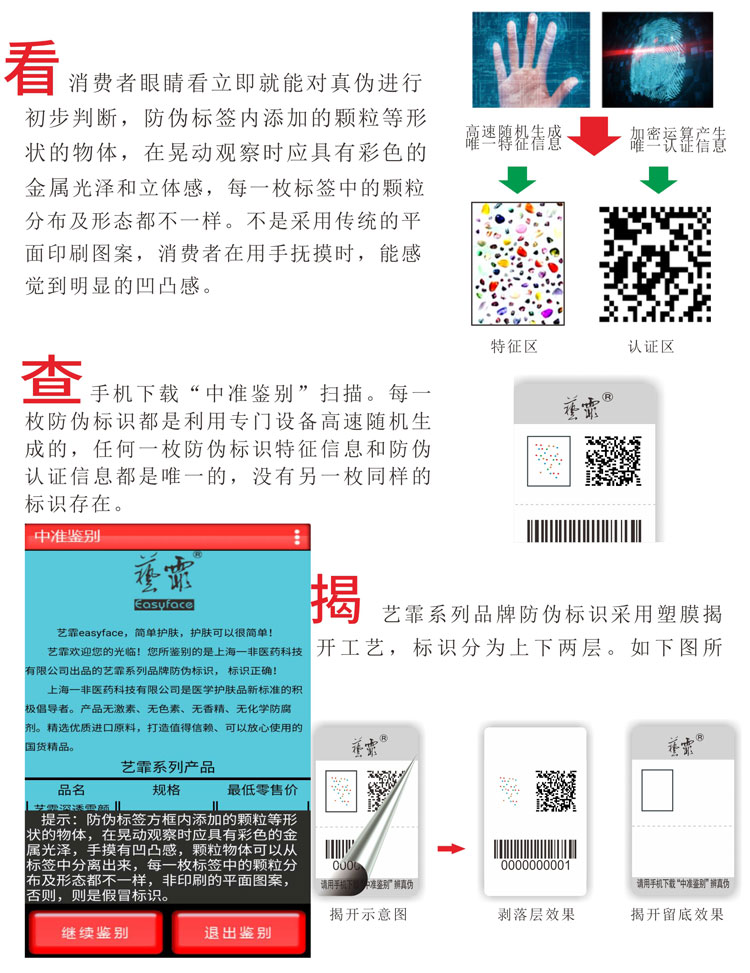 看 消费者眼睛看立即就能对真伪进行
初步判断，防伪标签内添加的颗粒等形
状的物体，在晃动观察时应具有彩色的
金属光泽和立体感，每一枚标签中的颗粒
分布及形态都不一样。不是采用传统的平
面印刷图案，消费者在用手抚摸时，能感
觉到明显的凹凸感。
高速随机生成
唯一特征信息
加密运算产生
唯一认证信息
特征区
认证区
查 手机下载“中准鉴别”扫描。每一
枚防伪标识都是利用专门设备高速随机生
成的，任何一枚防伪标识特征信息和防伪
认证信息都是唯一的，没有另一枚同样的
标识存在。
藝霏®
中准鉴别
藝霏®
Easyface
艺霏easyface，简单护肤，护肤可以很简单！
艺霏欢迎您的光临！您所鉴别的是上海一非医药科技
有限公司出品的艺霏系列品牌防伪标识， 标识正确！
上海一非医药科技有限公司是医学护肤品新标准的积
极倡导者。产品无激素、无色素、无香精、无化学防腐
剂。精选优质进口原料，打造值得信赖、可以放心使用的
国货精品。
艺霏系列产品
品名 规格 最低零售价
提示：防伪标签方框内添加的颗粒等形
状的物体，在晃动观察时应具有彩色的金
属光泽，手摸有凹凸感，颗粒物体可以从
标签中分离出来，每一枚标签中的颗粒分
布及形态都不一样，非印刷的平面图案，
否则，则是假冒标识。
继续鉴别
退出鉴别
揭 艺霏系列品牌防伪标识采用塑膜揭
开工艺，标识分为上下两层。如下图所
藝霏®
000
请用手机下载“中准鉴别”辨真伪
揭开示意图
0000000001
剥落层效果
藝霏®
请用手机下载“中准鉴别”辨真伪
揭开留底效果